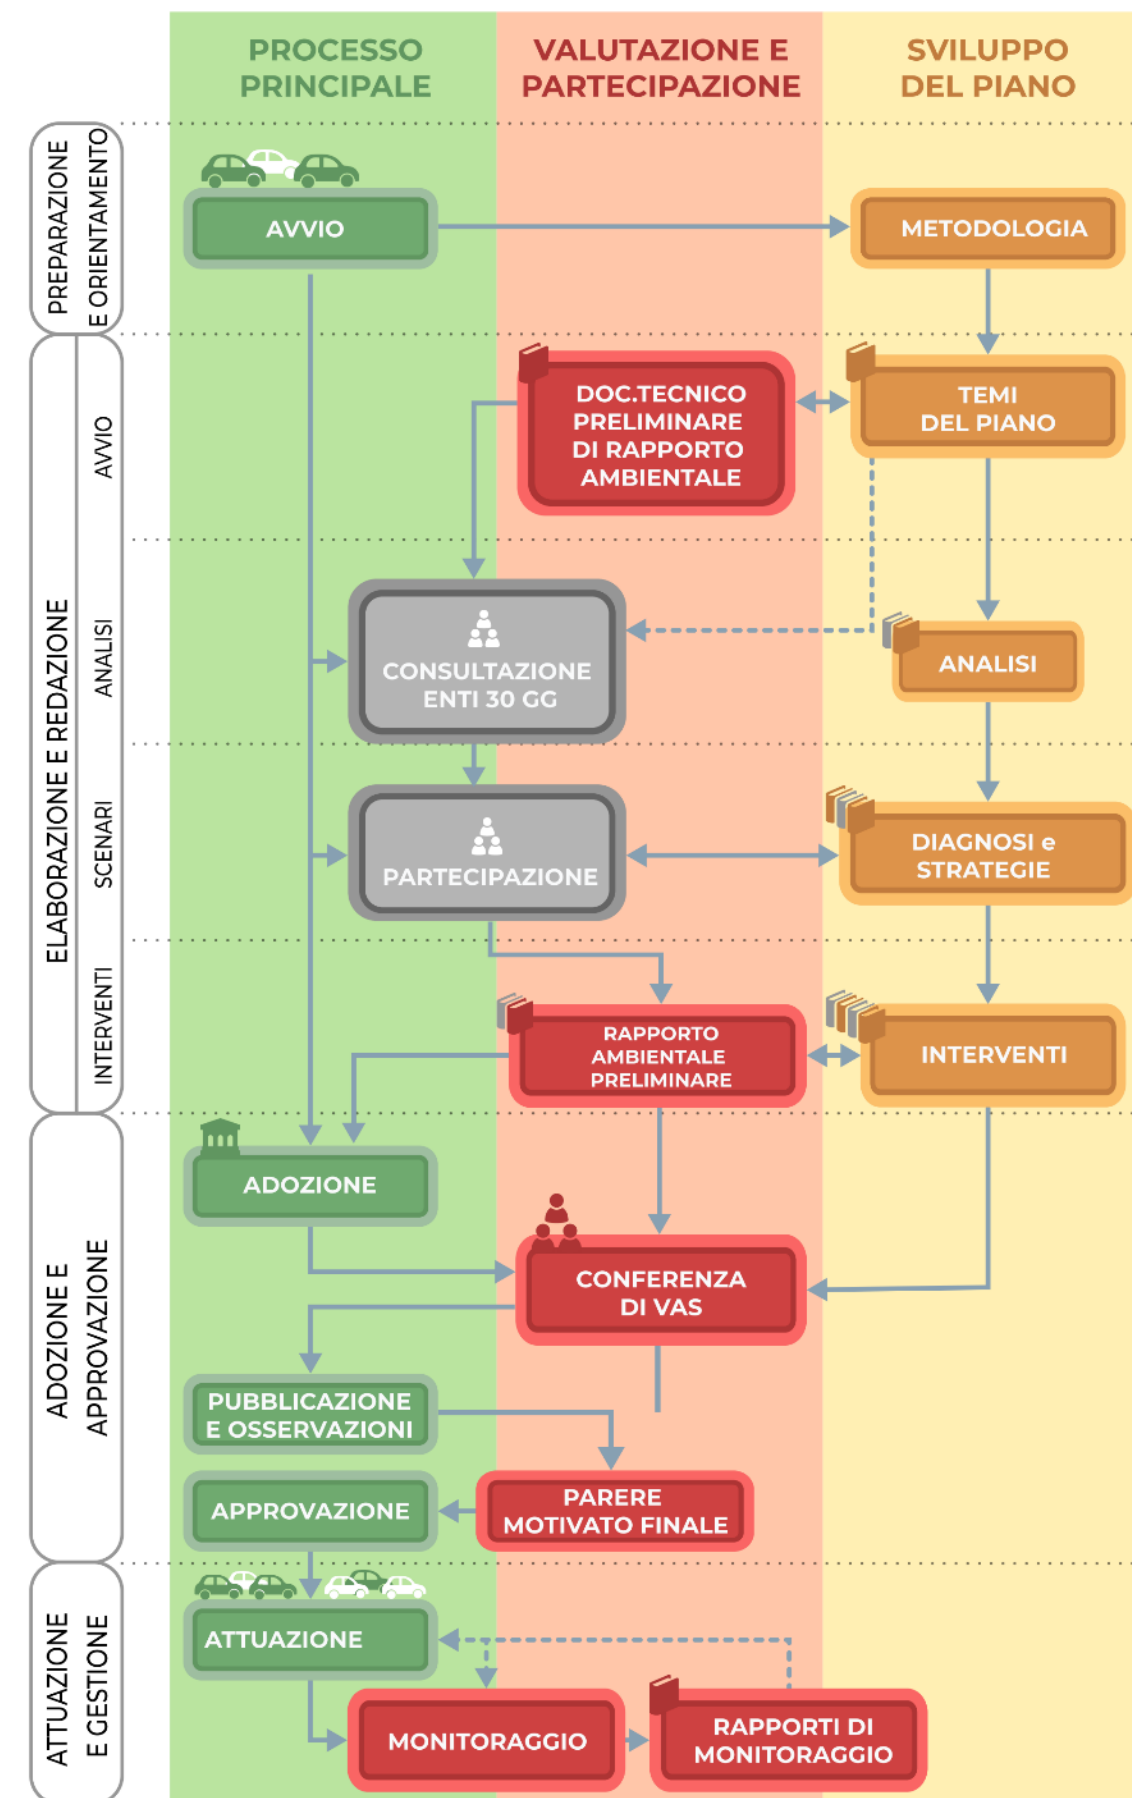 PROCESSO
PRINCIPALE
VALUTAZIONE E
PARTECIPAZIONE
SVILUPPO
DEL PIANO
PREPARAZIONE
E ORIENTAMENTO
AVVIO
METODOLOGIA
ELABORAZIONE E REDAZIONE
AVVIO
DOC.TECNICO
PRELIMINARE
DI RAPPORTO
AMBIENTALE
TEMI
DEL PIANO
ANALISI
CONSULTAZIONE
ENTI 30 GG
ANALISI
SCENARI
PARTECIPAZIONE
DIAGNOSI e
STRATEGIE
INTERVENTI
RAPPORTO
AMBIENTALE
PRELIMINARE
INTERVENTI
ADOZIONE E
APPROVAZIONE
ADOZIONE
CONFERENZA
DI VAS
PUBBLICAZIONE
E OSSERVAZIONI
APPROVAZIONE
PARERE
MOTIVATO FINALE
ATTUAZIONE
E GESTIONE
ATTUAZIONE
MONITORAGGIO
RAPPORTI DI
MONITORAGGIO